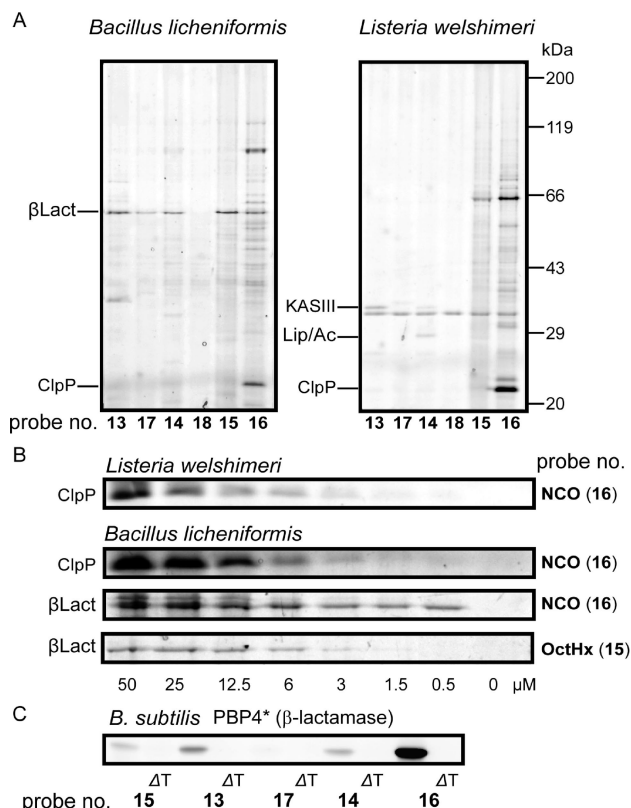 A
Bacillus licheniformis
Listeria welshimeri
kDa
200
119
βLact
66
43
KASIII
Lip/Ac
29
ClpP
ClpP
20
probe no. 13 17 14 18 15 16
13 17 14 18 15 16
B
Listeria welshimeri
probe no.
ClpP
NCO (16)
Bacillus licheniformis
ClpP
NCO (16)
βLact
NCO (16)
βLact
OctHx (15)
50 25 12.5 6 3 1.5 0.5 0 μM
C
B. subtilis PBP4* (β-lactamase)
ΔT ΔT ΔT ΔT ΔT
probe no. 15 13 17 14 16